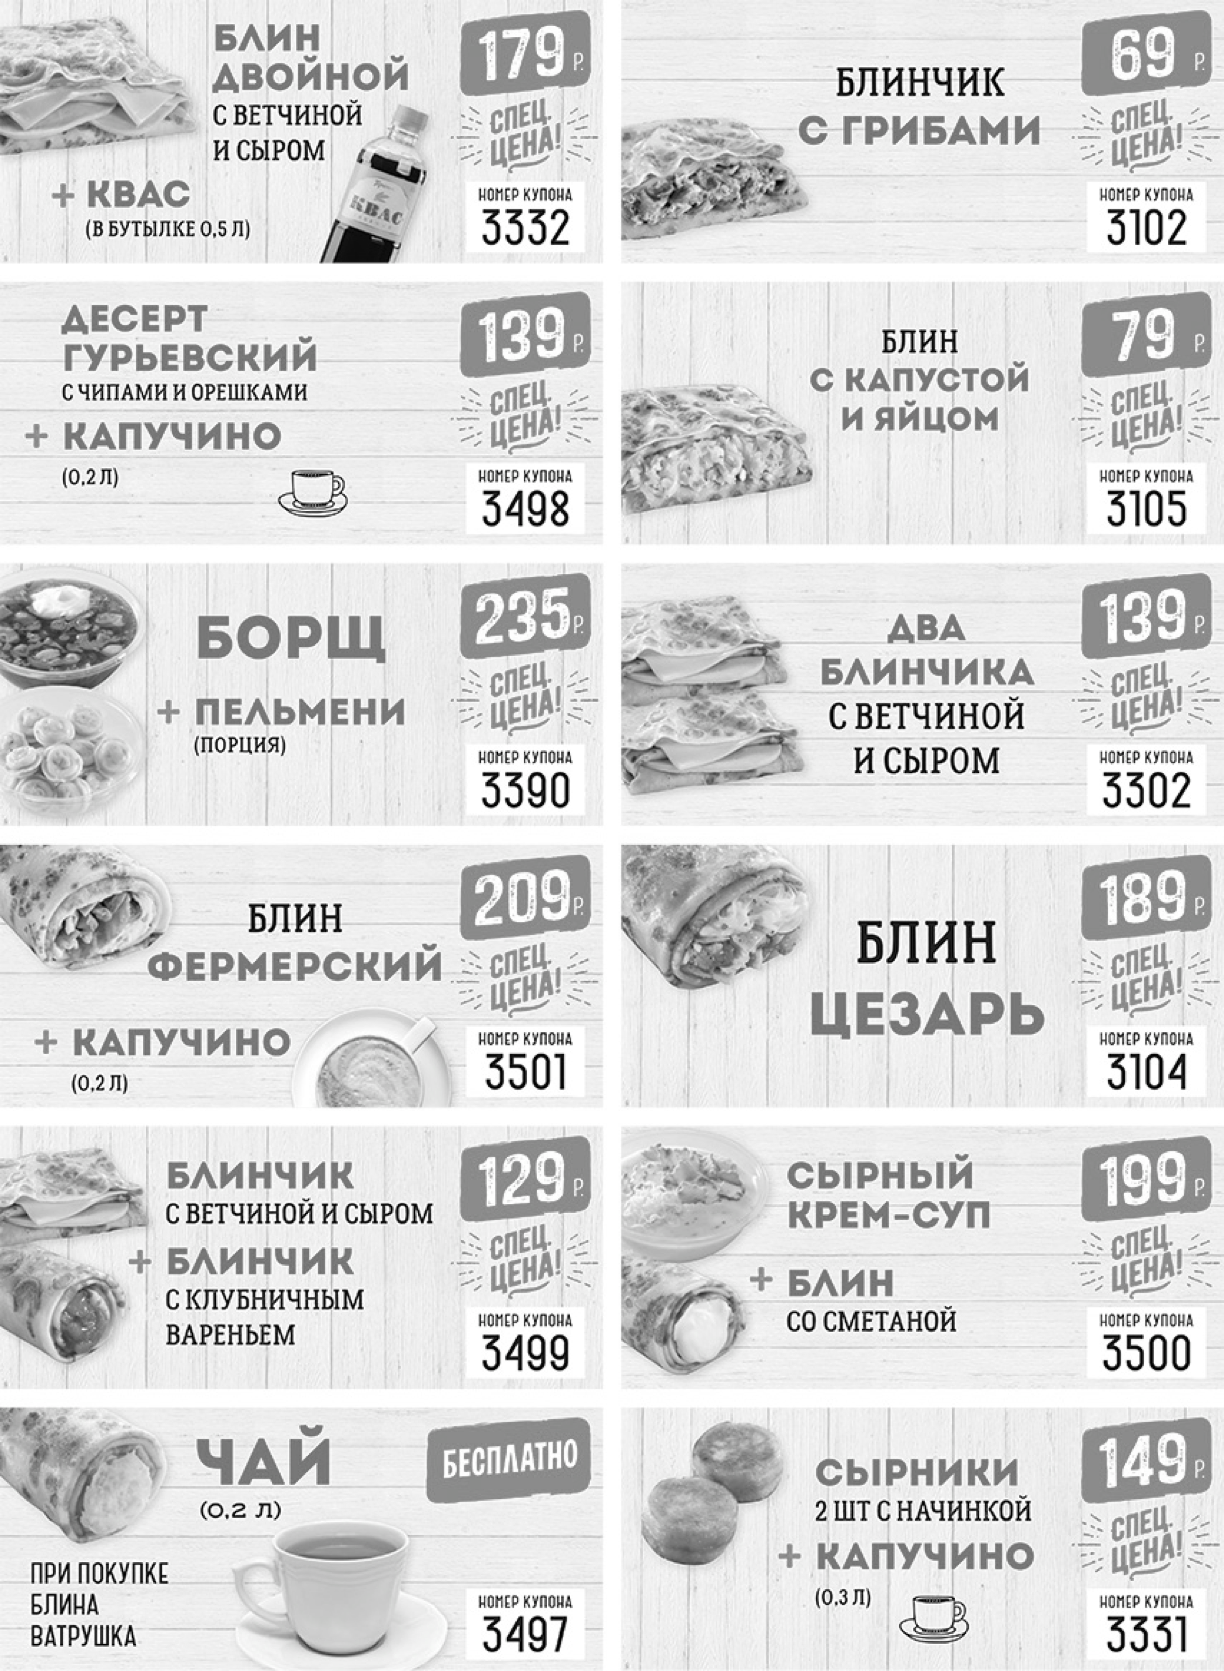 БЛИН
ДВОЙНОЙ
С ВЕТЧИНОЙ
И СЫРОМ
+ КВАС
(В БУТЫЛКЕ 0,5 Л)
КВАС
179 Р.
СПЕЦ.
ЦЕНА!
НОМЕР КУПОНА
3332
БЛИНЧИК
С ГРИБАМИ
69 Р.
СПЕЦ.
ЦЕНА!
НОМЕР КУПОНА
3102
ДЕСЕРТ
ГУРЬЕВСКИЙ
С ЧИПАМИ И ОРЕШКАМИ
+ КАПУЧИНО
(0,2 Л)
139 Р.
СПЕЦ.
ЦЕНА!
НОМЕР КУПОНА
3498
БЛИН
С КАПУСТОЙ
И ЯЙЦОМ
79 Р.
СПЕЦ.
ЦЕНА!
НОМЕР КУПОНА
3105
БОРЩ
+ ПЕЛЬМЕНИ
(ПОРЦИЯ)
235 Р.
СПЕЦ.
ЦЕНА!
НОМЕР КУПОНА
3390
ДВА
БЛИНЧИКА
С ВЕТЧИНОЙ
И СЫРОМ
139 Р.
СПЕЦ.
ЦЕНА!
НОМЕР КУПОНА
3302
БЛИН
ФЕРМЕРСКИЙ
+ КАПУЧИНО
(0,2 Л)
209 Р.
СПЕЦ.
ЦЕНА!
НОМЕР КУПОНА
3501
БЛИН
ЦЕЗАРЬ
189 Р.
СПЕЦ.
ЦЕНА!
НОМЕР КУПОНА
3104
БЛИНЧИК
С ВЕТЧИНОЙ И СЫРОМ
+ БЛИНЧИК
С КЛУБНИЧНЫМ
ВАРЕНЬЕМ
129 Р.
СПЕЦ.
ЦЕНА!
НОМЕР КУПОНА
3499
СЫРНЫЙ
КРЕМ-СУП
+ БЛИН
СО СМЕТАНОЙ
199 Р.
СПЕЦ.
ЦЕНА!
НОМЕР КУПОНА
3500
ЧАЙ
(0,2 Л)
ПРИ ПОКУПКЕ
БЛИНА
ВАТРУШКА
БЕСПЛАТНО
НОМЕР КУПОНА
3497
СЫРНИКИ
2 ШТ С НАЧИНКОЙ
+ КАПУЧИНО
(0,3 Л)
149 Р.
СПЕЦ.
ЦЕНА!
НОМЕР КУПОНА
3331